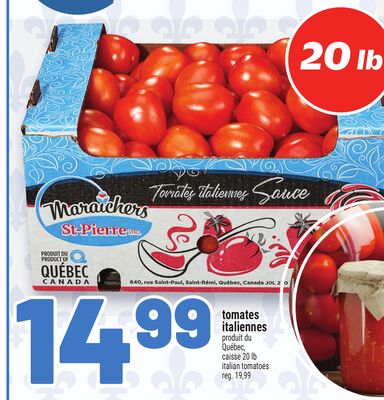 20 lb
Tomates italiennes Sauce
Maraîchers
St-Pierre inc.
PRODUIT DU
PRODUCT OF
QUÉBEC
CANADA
640, rue Saint-Paul, Saint-Rémi, Québec, Canada J0L 2
14 99
tomates
italiennes
produit du
Québec,
caisse 20 lb
italian tomatoes
reg. 19,99